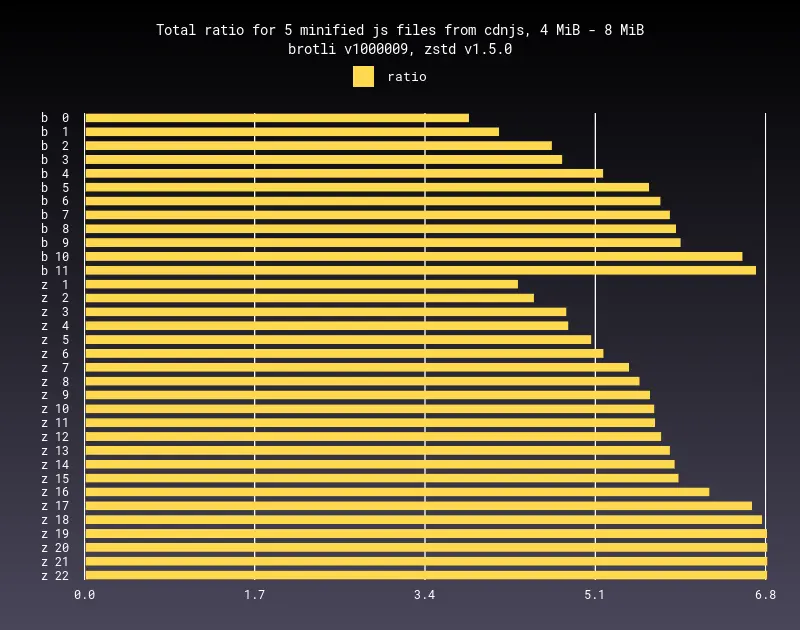 Total ratio for 5 minified js files from cdnjs, 4 MiB - 8 MiB
brotli v1000009, zstd v1.5.0
ratio
b 0
b 1
b 2
b 3
b 4
b 5
b 6
b 7
b 8
b 9
b 10
b 11
z 1
z 2
z 3
z 4
z 5
z 6
z 7
z 8
z 9
z 10
z 11
z 12
z 13
z 14
z 15
z 16
z 17
z 18
z 19
z 20
z 21
z 22
0.0 1.7 3.4 5.1 6.8